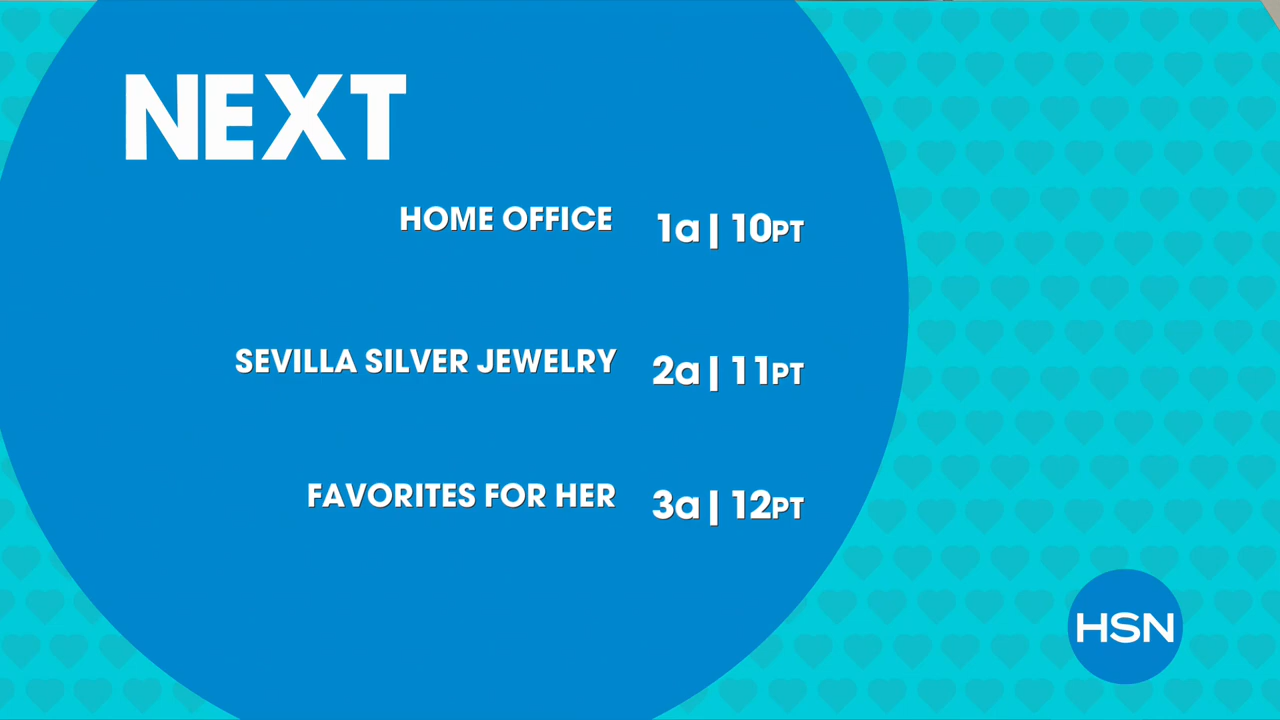 NEXT
HOME OFFICE 1a | 10PT
SEVILLA SILVER JEWELRY 2a | 11PT
FAVORITES FOR HER 3a | 12PT
HSN